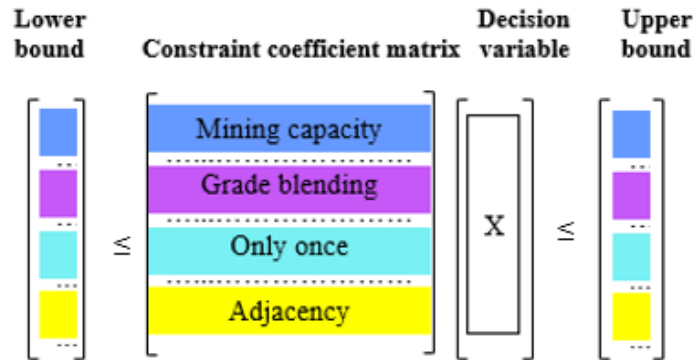 Lower bound
Constraint coefficient matrix
Decision variable
Upper bound
Mining capacity
Grade blending
≤
Only once
X
≤
Adjacency